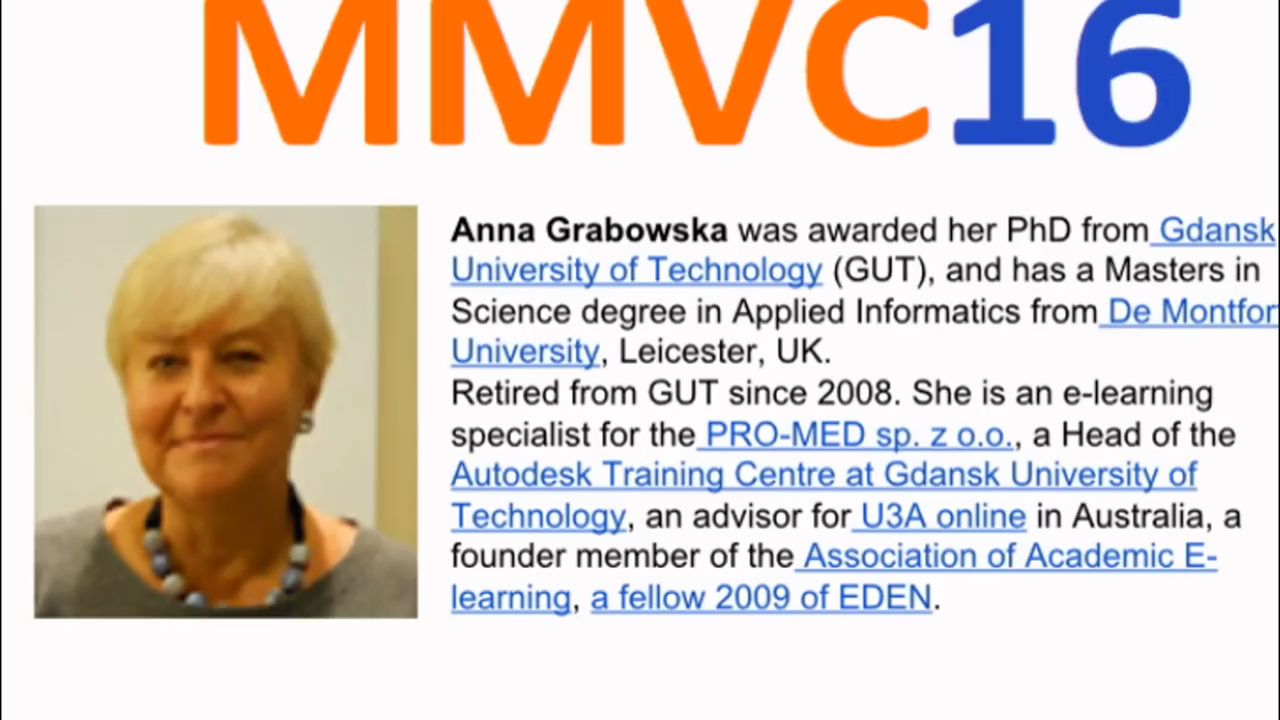 MMVC16
Anna Grabowska was awarded her PhD from Gdansk
University of Technology (GUT), and has a Masters in
Science degree in Applied Informatics from De Montfor
University, Leicester, UK.
Retired from GUT since 2008. She is an e-learning
specialist for the PRO-MED sp. z o.o., a Head of the
Autodesk Training Centre at Gdansk University of
Technology, an advisor for U3A online in Australia, a
founder member of the Association of Academic E-
learning, a fellow 2009 of EDEN.